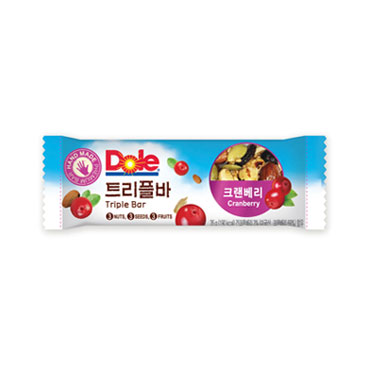 HAND MADE
Dole
트리플바
Triple Bar
3 NUTS, 3 SEEDS, 3 FRUITS
크랜베리
Cranberry